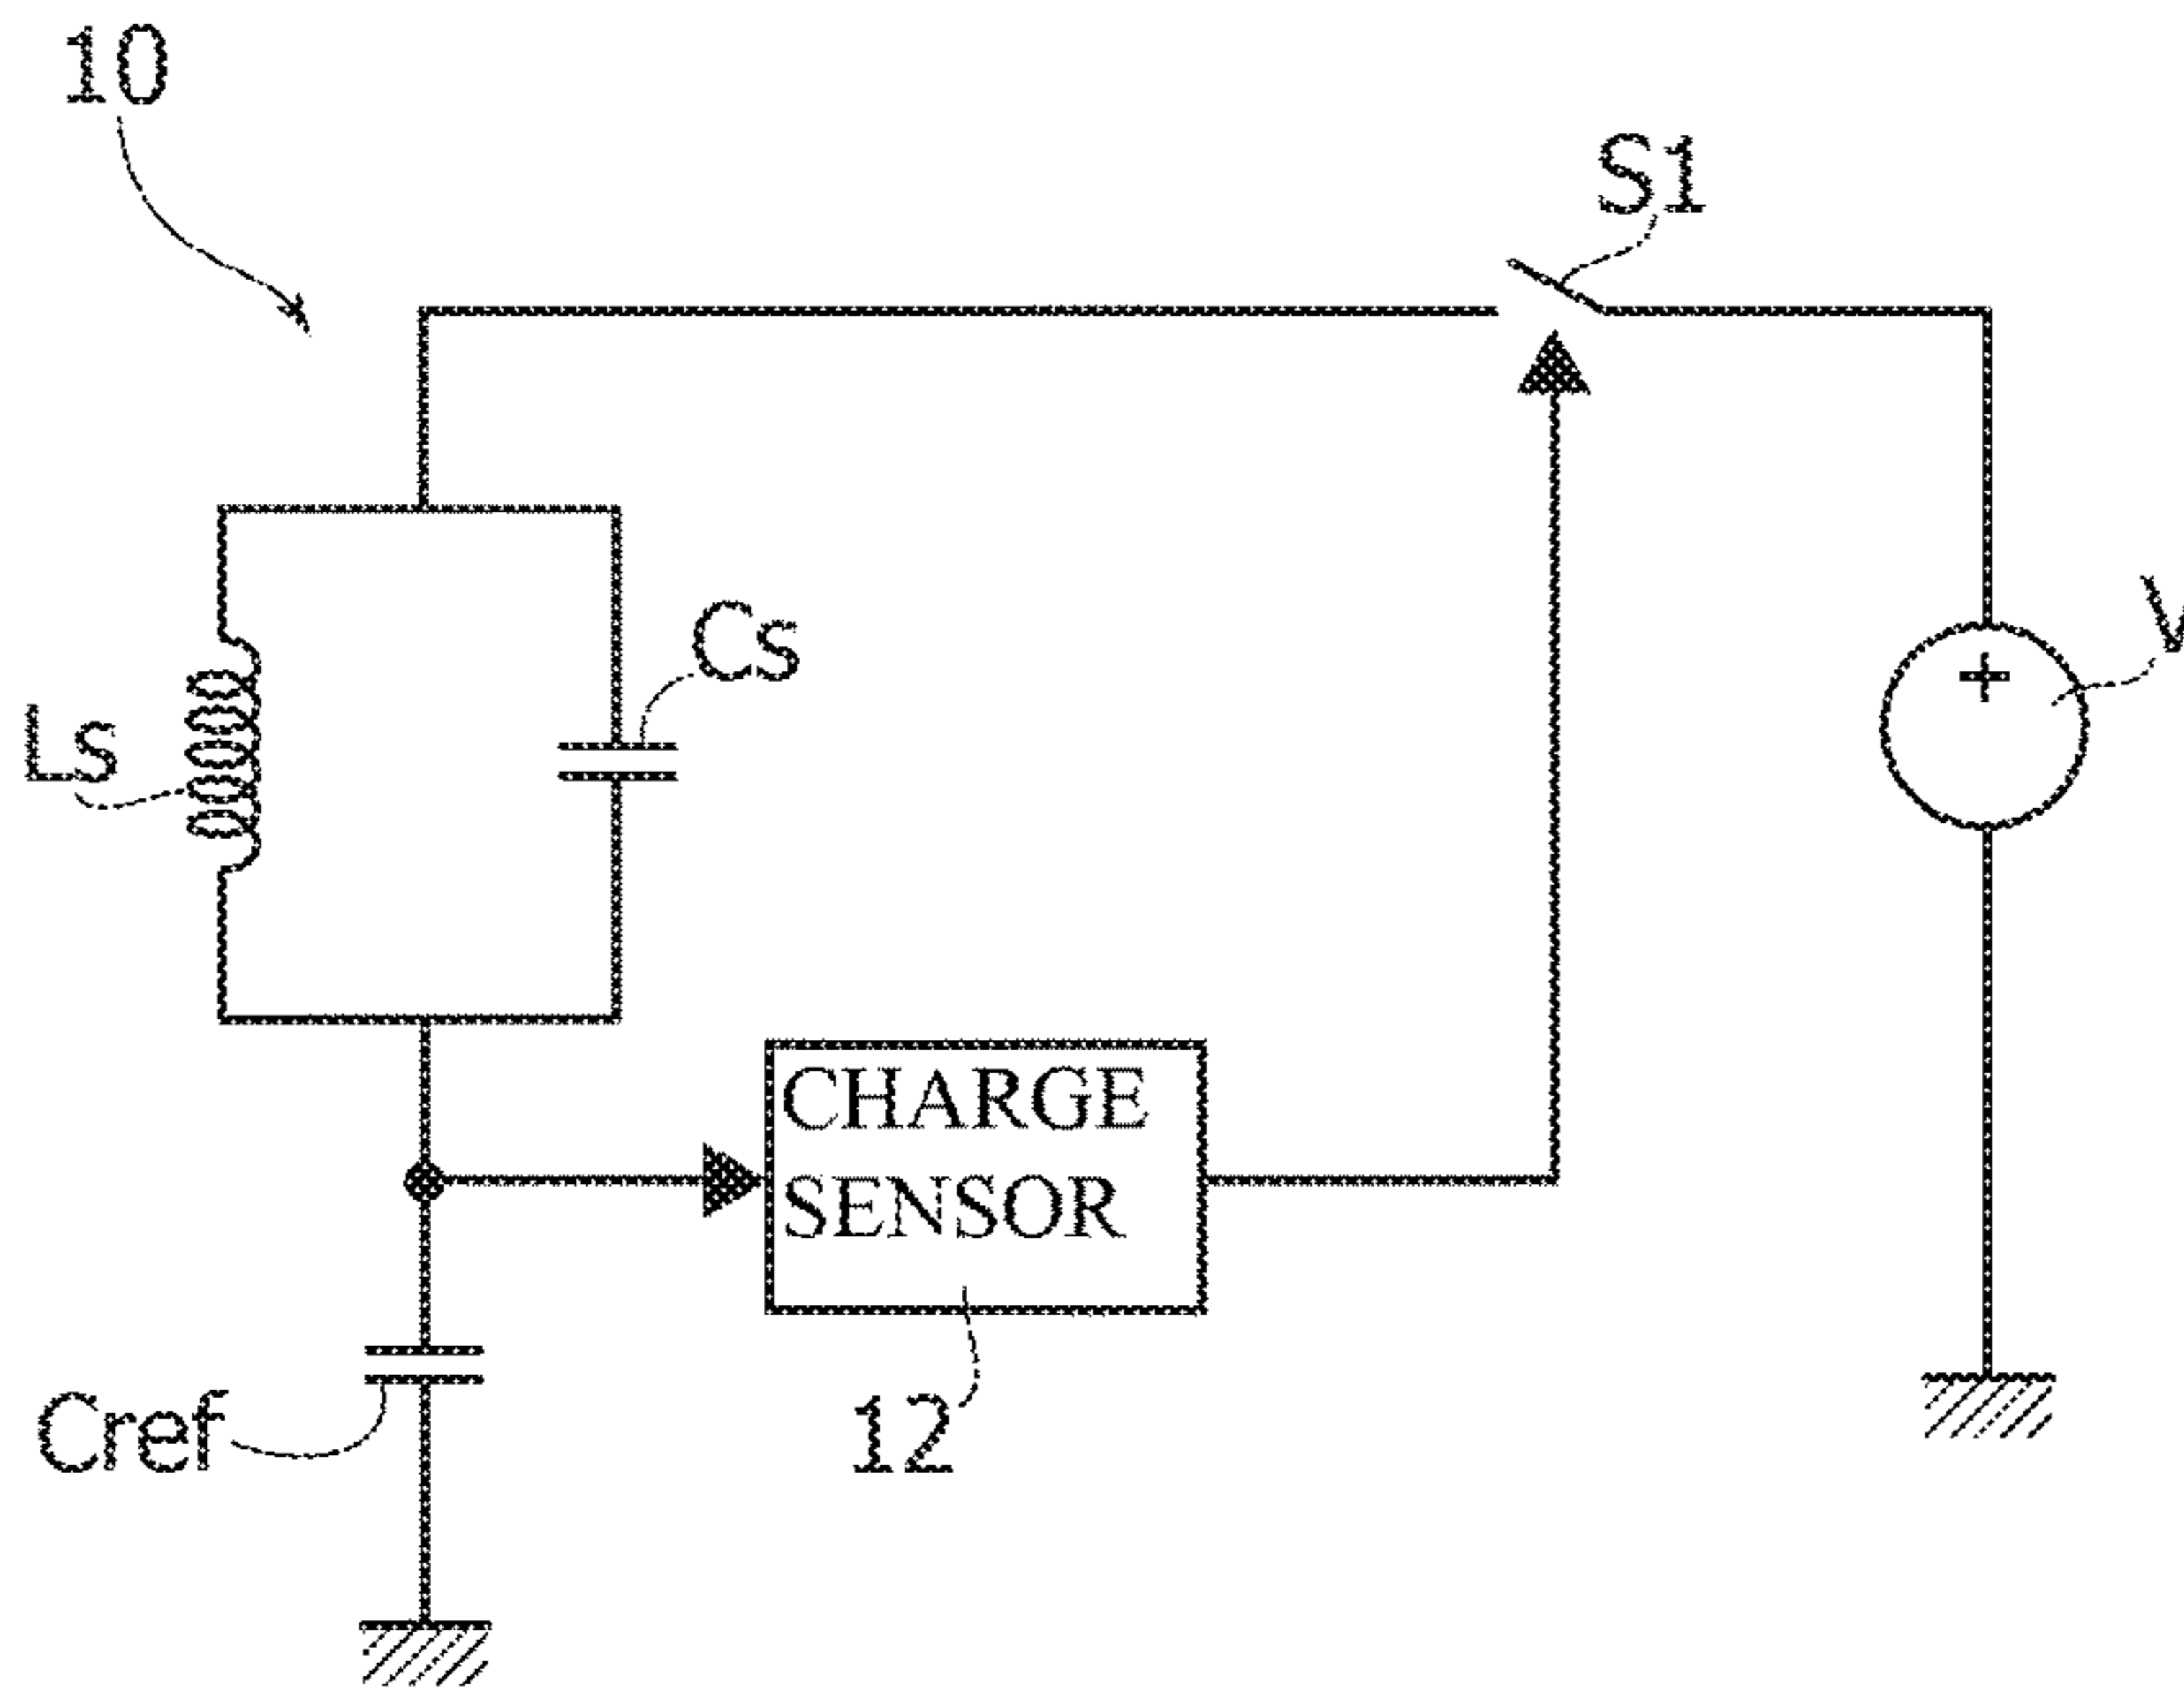 10
S1
Cs
V
Ls
+
CHARGE
SENSOR
Cref
12